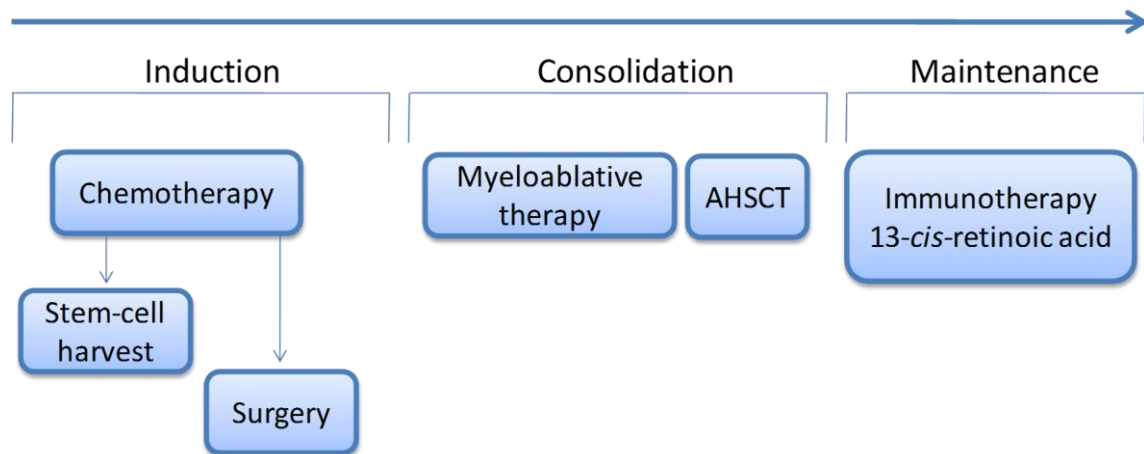 Induction
Consolidation
Maintenance
Chemotherapy
Stem-cell
harvest
Surgery
Myeloablative
therapy
AHSCT
Immunotherapy
13-cis-retinoic acid